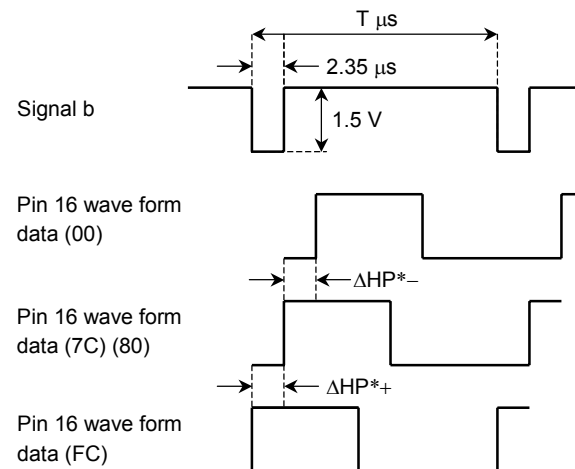 T μs
2.35 μs
Signal b
1.5 V
Pin 16 wave form
data (00)
ΔHP*−
Pin 16 wave form
data (7C) (80)
ΔHP*+
Pin 16 wave form
data (FC)